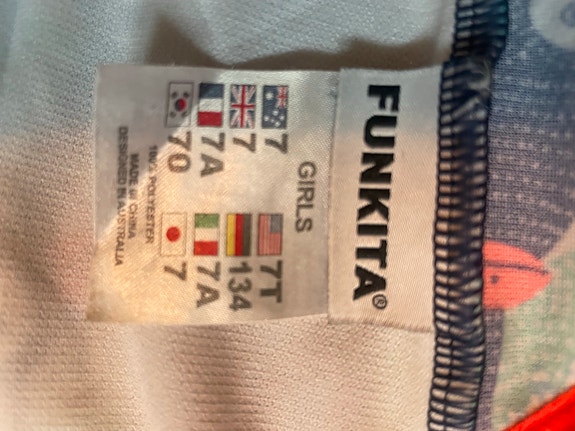 FUNKITA®
GIRLS
7 7T
7 134
7A 7A
70 7
100% POLYESTER
MADE IN CHINA
DESIGNED IN AUSTRALIA